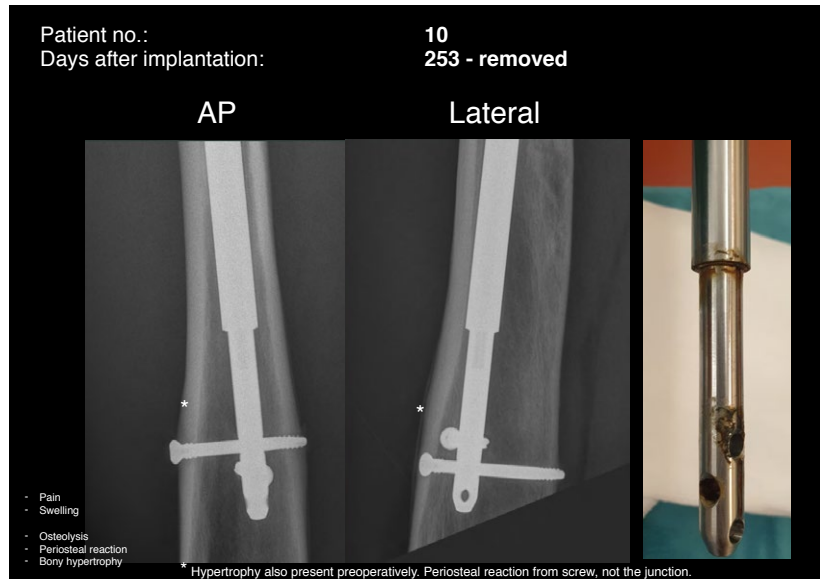 Patient no.: 10
Days after implantation: 253 - removed
AP Lateral
*
*
- Pain
- Swelling
- Osteolysis
- Periosteal reaction
- Bony hypertrophy
* Hypertrophy also present preoperatively. Periosteal reaction from screw, not the junction.